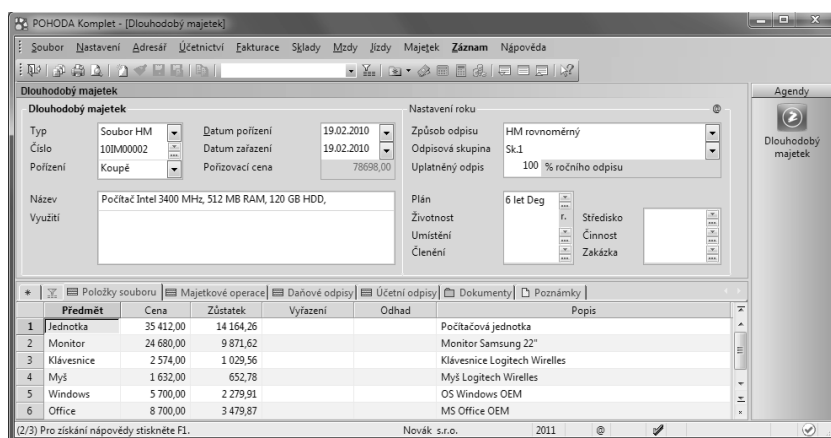 POHODA Komplet - [Dlouhodobý majetek]
Soubor Nastavení Adresář Účetnictví Fakturace Sklady Mzdy Jízdy Majetek Záznam Nápověda
Dlouhodobý majetek
Agendy
Dlouhodobý majetek
Dlouhodobý majetek
Nastavení roku @
Typ Soubor HM Datum pořízení 19.02.2010 Způsob odpisu HM rovnoměrný
Číslo 10IM00002 Datum zařazení 19.02.2010 Odpisová skupina Sk.1
Pořízení Koupě Pořizovací cena 78698,00 Uplatněný odpis 100 % ročního odpisu
Název Počítač Intel 3400 MHz, 512 MB RAM, 120 GB HDD, Plán 6 let Deg
Využití Životnost r. Středisko
Umístění Činnost
Členění Zakázka
* Položky souboru Majetkové operace Daňové odpisy Účetní odpisy Dokumenty Poznámky
Předmět Cena Zůstatek Vyřazení Odhad Popis
1 Jednotka 35 412,00 14 164,26 Počítačová jednotka
2 Monitor 24 680,00 9 871,62 Monitor Samsung 22"
3 Klávesnice 2 574,00 1 029,56 Klávesnice Logitech Wirelles
4 Myš 1 632,00 652,78 Myš Logitech Wirelles
5 Windows 5 700,00 2 279,91 OS Windows OEM
6 Office 8 700,00 3 479,87 MS Office OEM
(2/3) Pro získání nápovědy stiskněte F1. Novák s.r.o. 2011 @